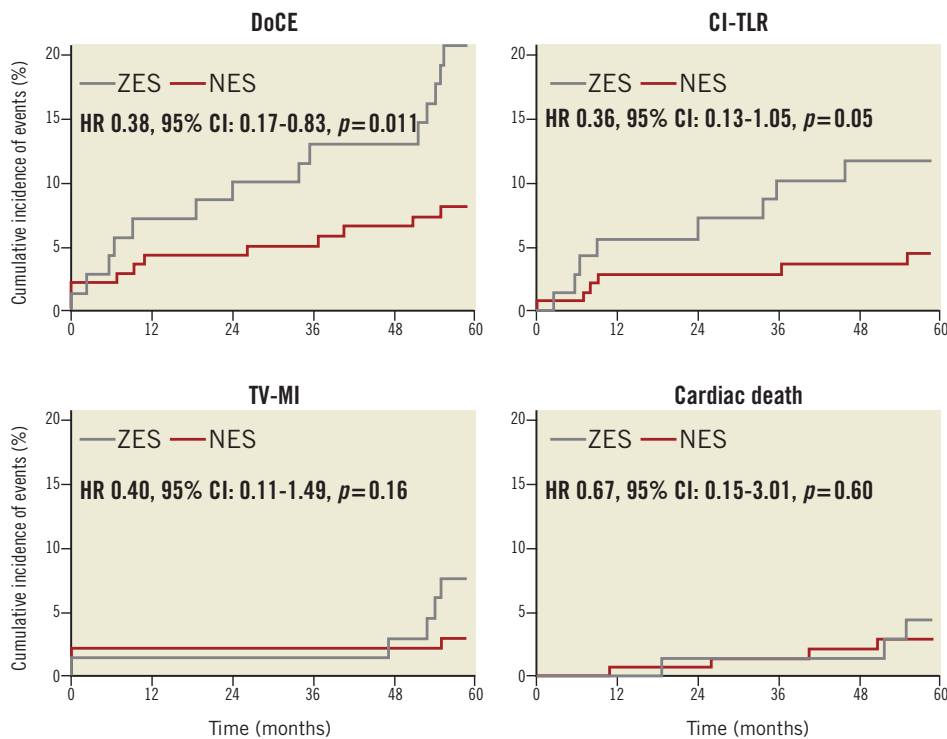 DoCE
Cumulative incidence of events (%)
20
15
10
5
0
ZES NES
HR 0.38, 95% CI: 0.17-0.83, p=0.011
0 12 24 36 48 60
CI-TLR
20
15
10
5
0
ZES NES
HR 0.36, 95% CI: 0.13-1.05, p=0.05
0 12 24 36 48 60
TV-MI
Cumulative incidence of events (%)
20
15
10
5
0
ZES NES
HR 0.40, 95% CI: 0.11-1.49, p=0.16
0 12 24 36 48 60
Time (months)
Cardiac death
20
15
10
5
0
ZES NES
HR 0.67, 95% CI: 0.15-3.01, p=0.60
0 12 24 36 48 60
Time (months)